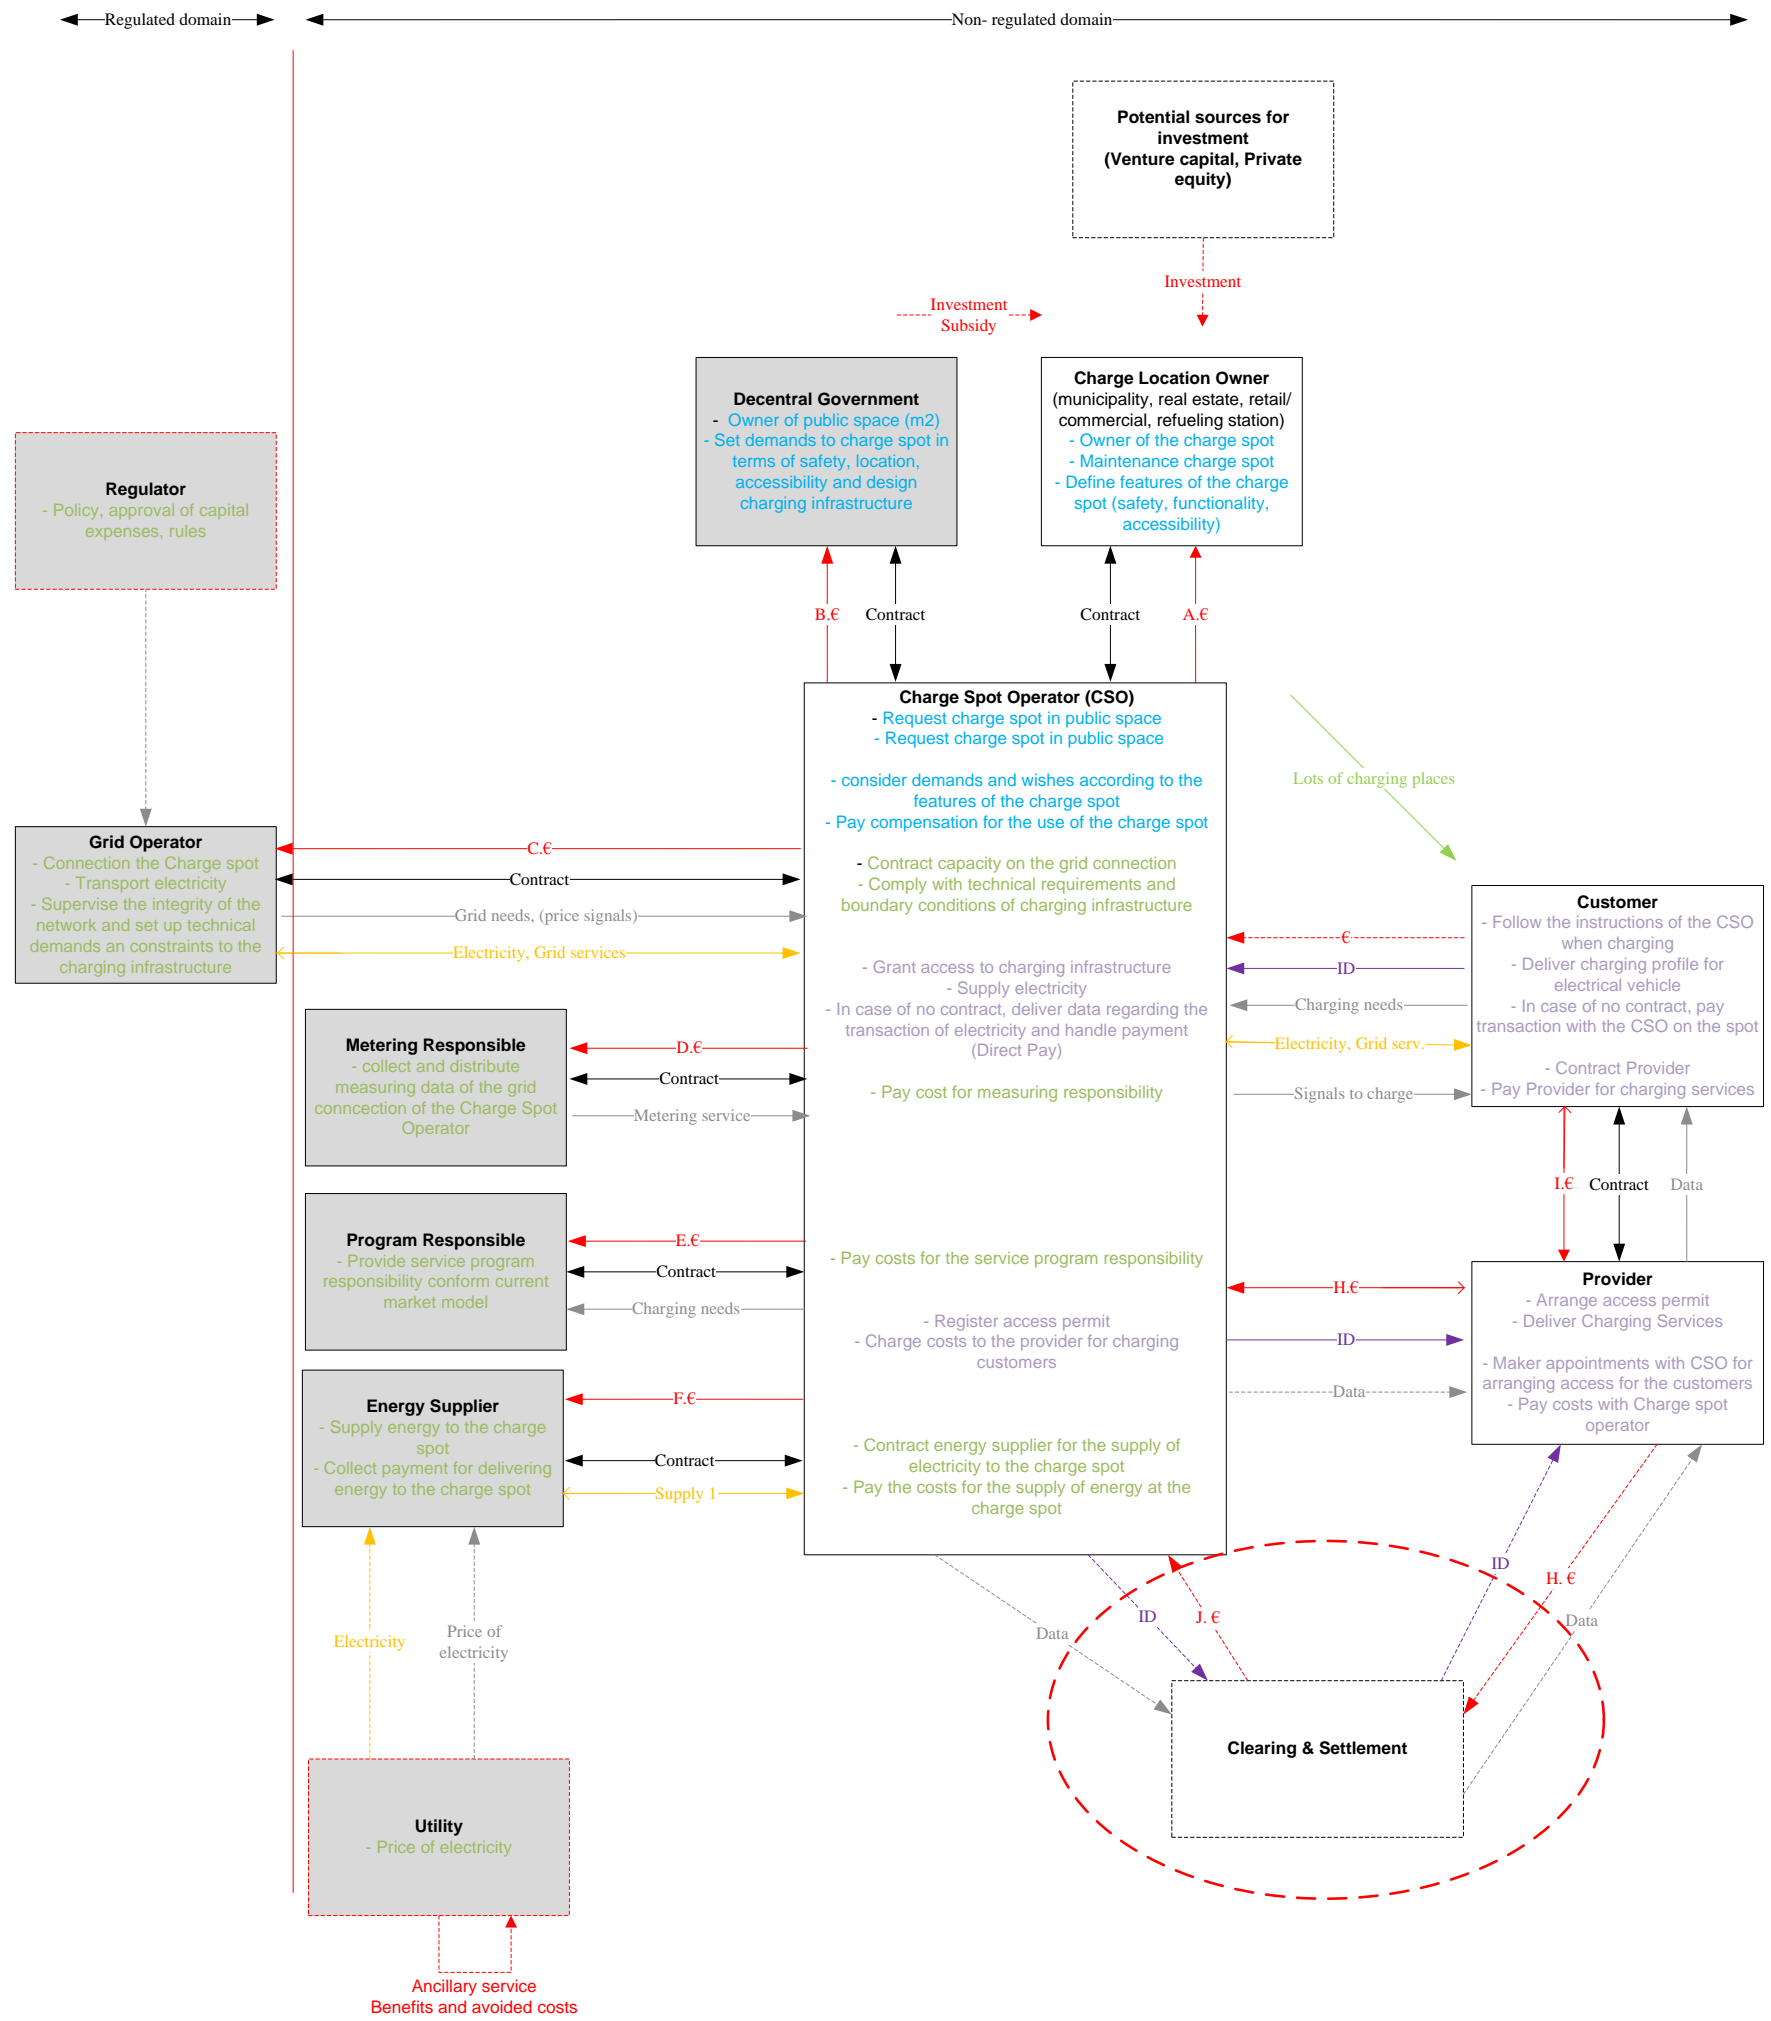 Regulated domain
Non- regulated domain
Potential sources for
investment
(Venture capital, Private
equity)
Investment
Investment
Subsidy
Decentral Government
- Owner of public space (m2)
- Set demands to charge spot in
terms of safety, location,
accessibility and design
charging infrastructure
Charge Location Owner
(municipality, real estate, retail/
commercial, refueling station)
- Owner of the charge spot
- Maintenance charge spot
- Define features of the charge
spot (safety, functionality,
accessibility)
Regulator
- Policy, approval of capital
expenses, rules
B.€
Contract
Contract
A.€
Charge Spot Operator (CSO)
- Request charge spot in public space
- Request charge spot in public space
- consider demands and wishes according to the
features of the charge spot
- Pay compensation for the use of the charge spot
- Contract capacity on the grid connection
- Comply with technical requirements and
boundary conditions of charging infrastructure
- Grant access to charging infrastructure
- Supply electricity
- In case of no contract, deliver data regarding the
transaction of electricity and handle payment
(Direct Pay)
- Pay cost for measuring responsibility
- Pay costs for the service program responsibility
- Register access permit
- Charge costs to the provider for charging
customers
- Contract energy supplier for the supply of
electricity to the charge spot
- Pay the costs for the supply of energy at the
charge spot
Lots of charging places
Grid Operator
- Connection the Charge spot
- Transport electricity
- Supervise the integrity of the
network and set up technical
demands an constraints to the
charging infrastructure
C.€
Contract
Grid needs, (price signals)
Electricity, Grid services
Customer
- Follow the instructions of the CSO
when charging
- Deliver charging profile for
electrical vehicle
- In case of no contract, pay
transaction with the CSO on the spot
- Contract Provider
- Pay Provider for charging services
€
ID
Charging needs
Electricity, Grid serv.
Signals to charge
Metering Responsible
- collect and distribute
measuring data of the grid
conncection of the Charge Spot
Operator
D.€
Contract
Metering service
I.€
Contract
Data
Program Responsible
- Provide service program
responsibility conform current
market model
E.€
Contract
Charging needs
Provider
- Arrange access permit
- Deliver Charging Services
- Maker appointments with CSO for
arranging access for the customers
- Pay costs with Charge spot
operator
H.€
ID
Data
Energy Supplier
- Supply energy to the charge
spot
- Collect payment for delivering
energy to the charge spot
F.€
Contract
Supply 1
Electricity
Price of
electricity
Data
ID
J. €
ID
H. €
Data
Clearing & Settlement
Utility
- Price of electricity
Ancillary service
Benefits and avoided costs